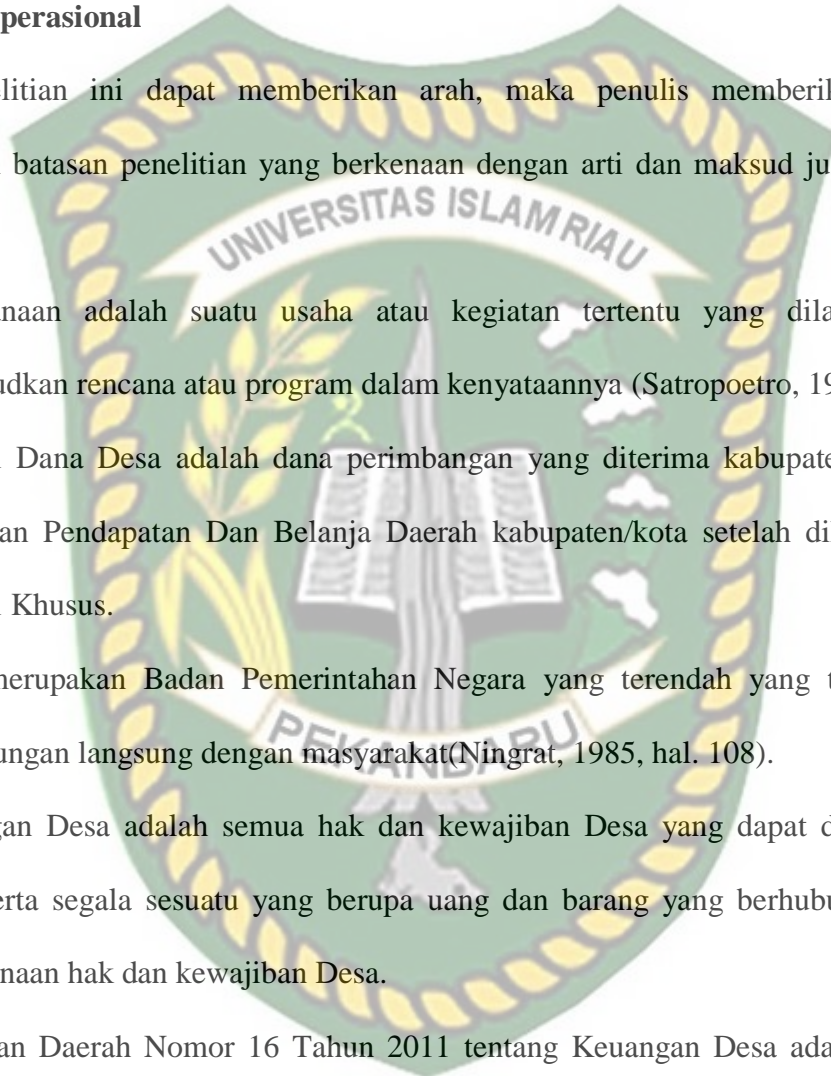 perasional
elitian ini dapat memberikan arah, maka penulis memberik
batasan penelitian yang berkenaan dengan arti dan maksud ju
UNIVERSITAS ISLAM RIAU
naan adalah suatu usaha atau kegiatan tertentu yang dila
udkan rencana atau program dalam kenyataannya (Satropoetro, 19
Dana Desa adalah dana perimbangan yang diterima kabupate
an Pendapatan Dan Belanja Daerah kabupaten/kota setelah di
Khusus.
nerupakan Badan Pemerintahan Negara yang terendah yang t
PEKANBARU
ungan langsung dengan masyarakat(Ningrat, 1985, hal. 108).
gan Desa adalah semua hak dan kewajiban Desa yang dapat d
erta segala sesuatu yang berupa uang dan barang yang berhubu
naan hak dan kewajiban Desa.
an Daerah Nomor 16 Tahun 2011 tentang Keuangan Desa ada